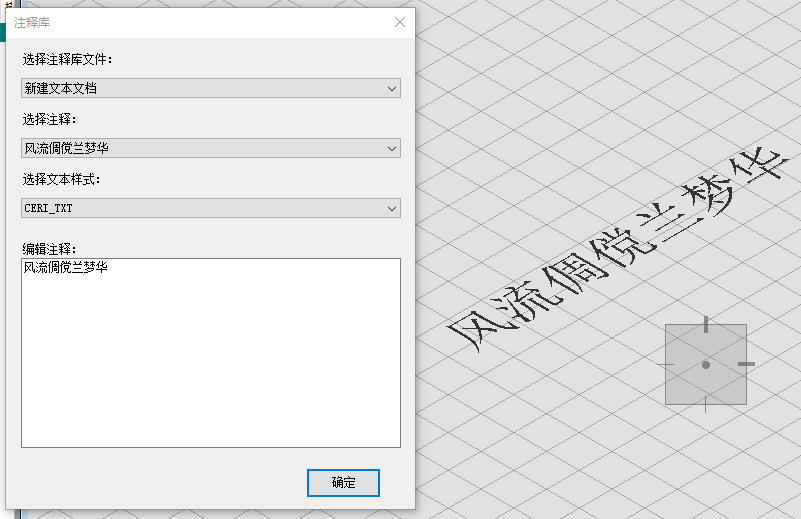 注释库
选择注释库文件:
新建文本文档
选择注释:
风流倜傥兰梦华
选择文本样式:
CERI_TXT
编辑注释:
风流倜傥兰梦华
确定
风流倜傥兰梦华